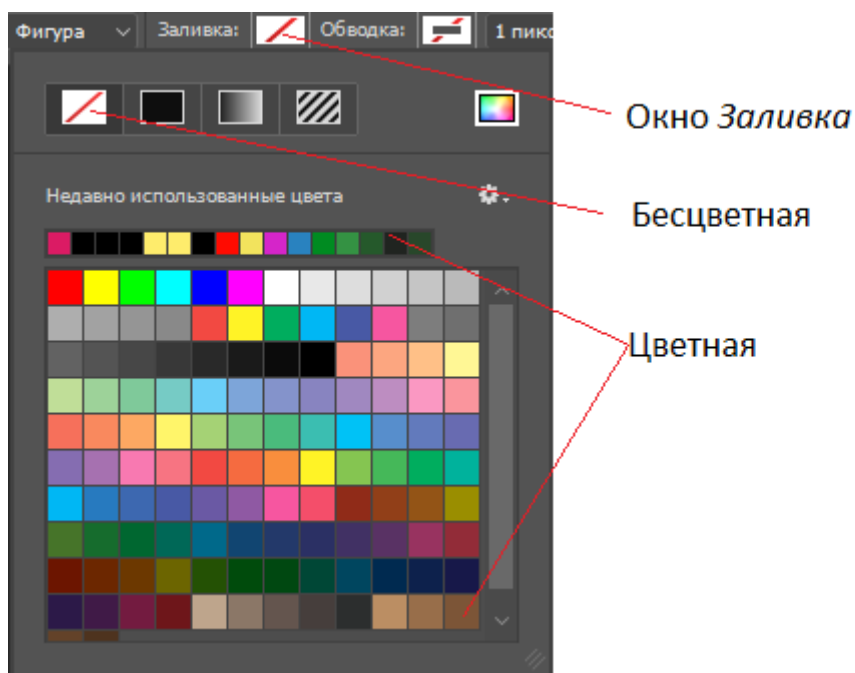 Фигура Заливка: Обводка: 1 пикс
Окно Заливка
Бесцветная
Недавно использованные цвета
Цветная